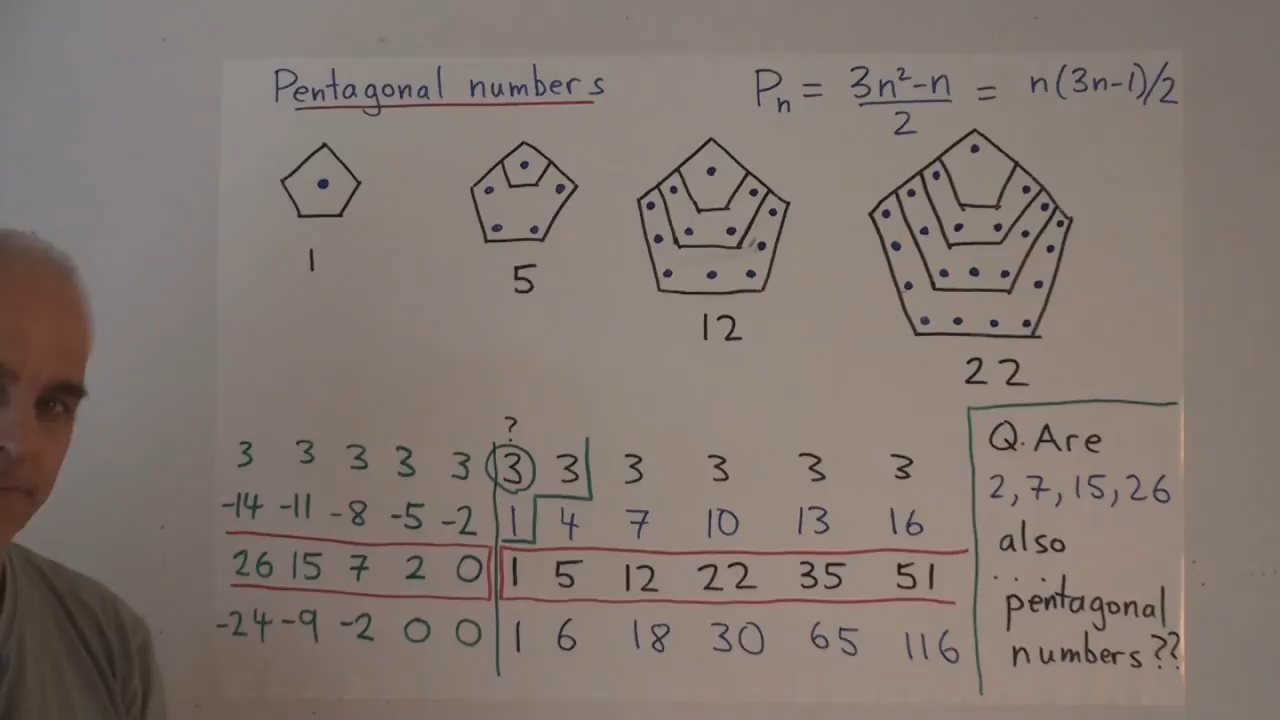 Pentagonal numbers
Pn = 3n²-n / 2 = n(3n-1)/2
1
5
12
22
?
3 3 3 3 3 3 3 3 3 3 3
-14 -11 -8 -5 -2 1 4 7 10 13 16
26 15 7 2 0 1 5 12 22 35 51
-24 -9 -2 0 0 1 6 18 30 65 116
Q. Are
2, 7, 15, 26
also
.....
pentagonal
numbers??